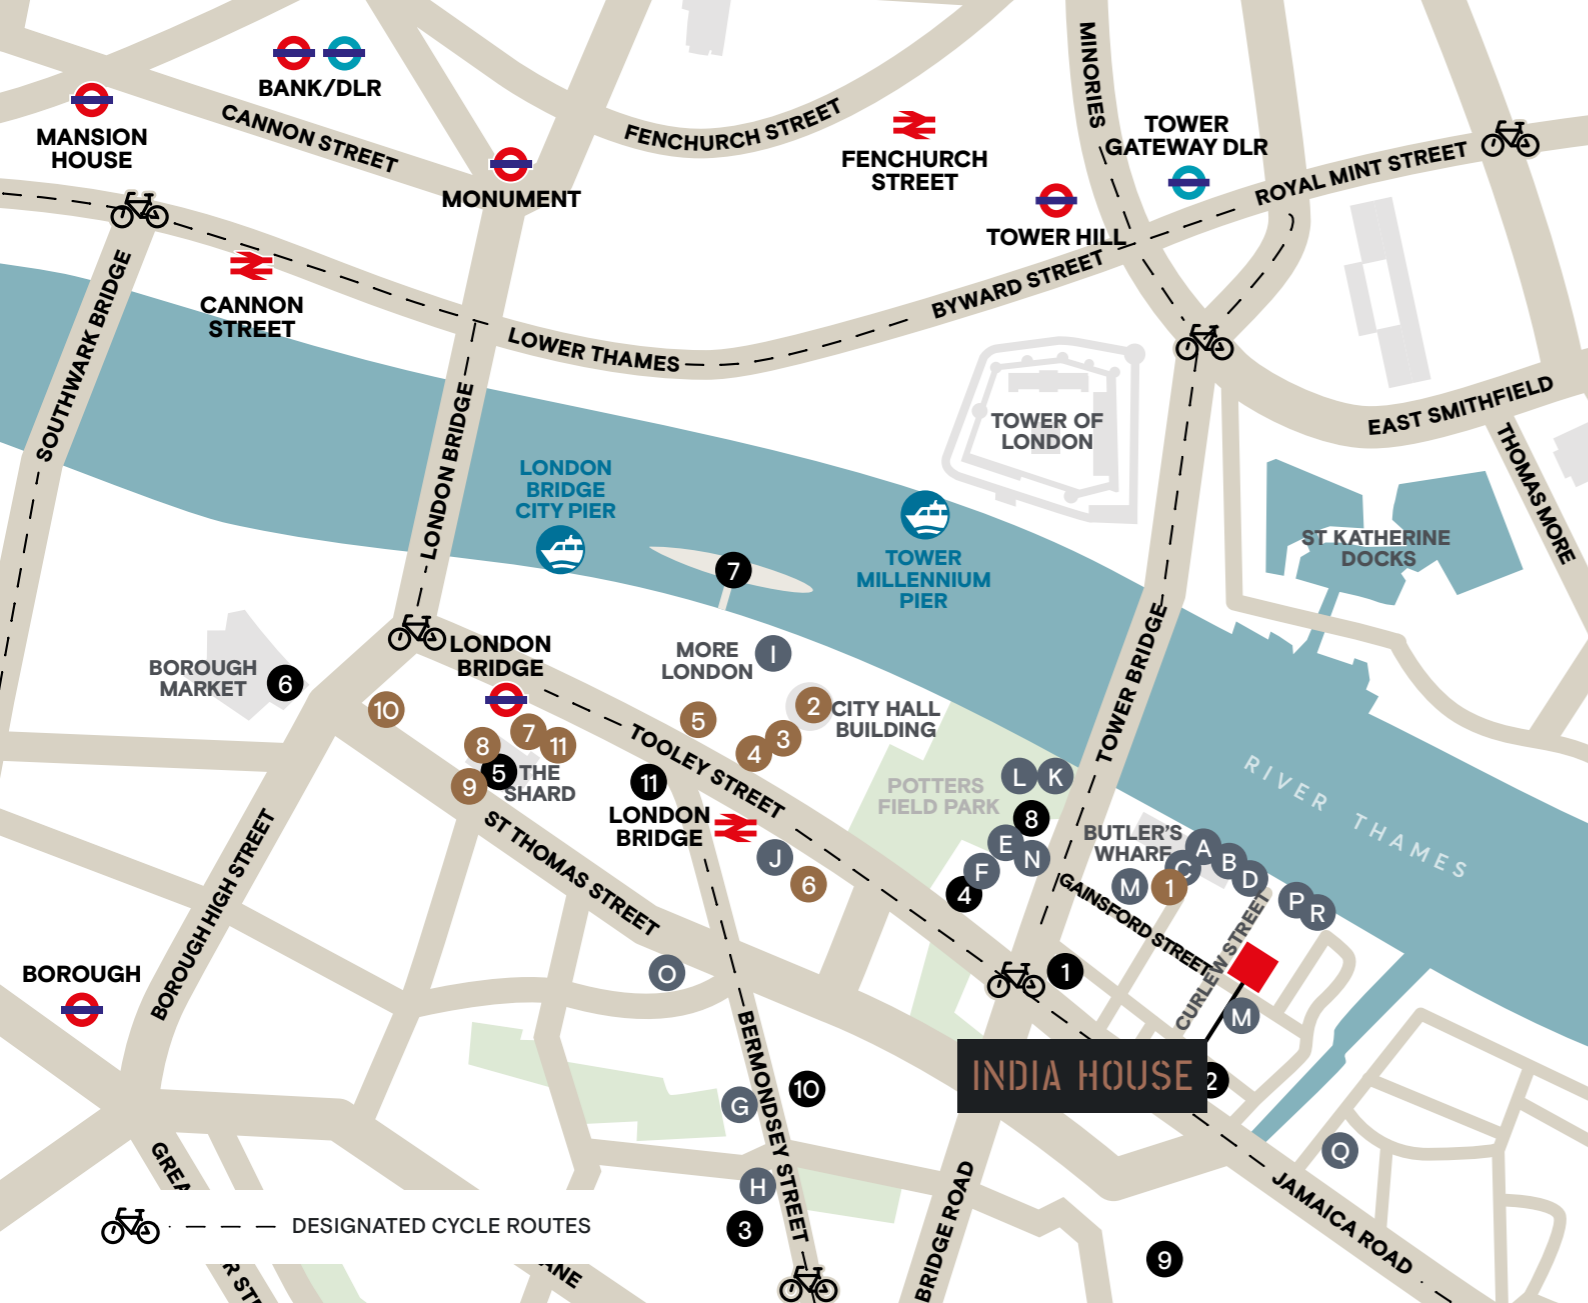 MINORIES
BANK/DLR
MANSION
HOUSE
CANNON STREET
FENCHURCH STREET
FENCHURCH
STREET
TOWER
GATEWAY DLR
ROYAL MINT STREET
MONUMENT
TOWER HILL
CANNON
STREET
SOUTHWARK BRIDGE
BYWARD STREET
LOWER THAMES
LONDON BRIDGE
TOWER OF
LONDON
EAST SMITHFIELD
THOMAS MORE
LONDON
BRIDGE
CITY PIER
TOWER
MILLENNIUM
PIER
ST KATHERINE
DOCKS
7
LONDON
BRIDGE
BOROUGH
MARKET
6
MORE
LONDON
I
TOWER BRIDGE
10
5
2
CITY HALL
BUILDING
3
4
8
7
11
5
9
THE
SHARD
TOOLEY STREET
11
LONDON
BRIDGE
POTTERS
FIELD PARK
L
K
8
RIVER THAMES
E
N
F
4
J
6
BUTLER'S
WHARF
A
B
C
D
M
1
P
R
GAINSFORD STREET
CURLEW STREET
ST THOMAS STREET
BOROUGH HIGH STREET
BOROUGH
O
1
M
INDIA HOUSE
2
BERMONDSEY STREET
10
G
H
3
Q
JAMAICA ROAD
BRIDGE ROAD
9
GREA
R ST
ANE
DESIGNATED CYCLE ROUTES